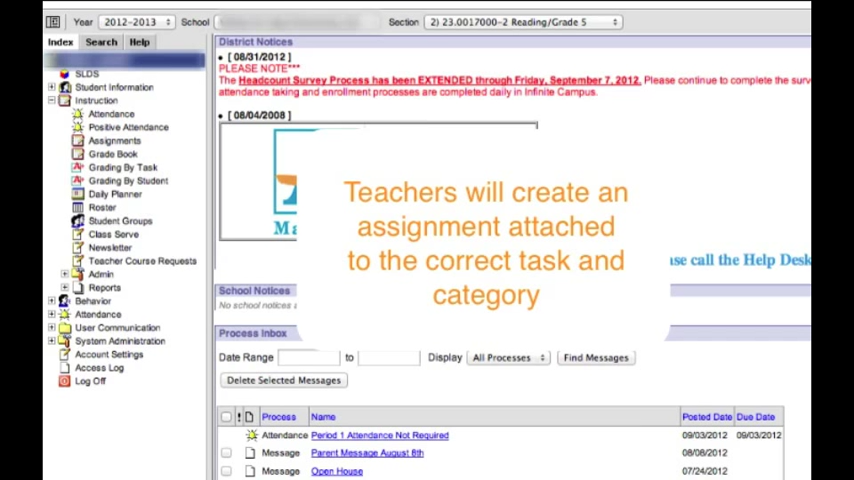 Year 2012-2013 School Section 2) 23.0017000-2 Reading/Grade 5
Index Search Help
SLDS
Student Information
Instruction
Attendance
Positive Attendance
Assignments
Grade Book
Grading By Task
Grading By Student
Daily Planner
Roster
Student Groups
Class Serve
Newsletter
Teacher Course Requests
Admin
Reports
Behavior
Attendance
User Communication
System Administration
Account Settings
Access Log
Log Off
District Notices
[ 08/31/2012 ]
PLEASE NOTE***
The Headcount Survey Process has been EXTENDED through Friday, September 7, 2012. Please continue to complete the surv
attendance taking and enrollment processes are completed daily in Infinite Campus.
[ 08/04/2008 ]
Ma
Teachers will create an
assignment attached
to the correct task and
category
se call the Help Desk
School Notices
No school notices
Process Inbox
Date Range to Display All Processes Find Messages
Delete Selected Messages
! Process Name Posted Date Due Date
Attendance Period 1 Attendance Not Required 09/03/2012 09/03/2012
Message Parent Message August 8th 08/08/2012
Message Open House 07/24/2012